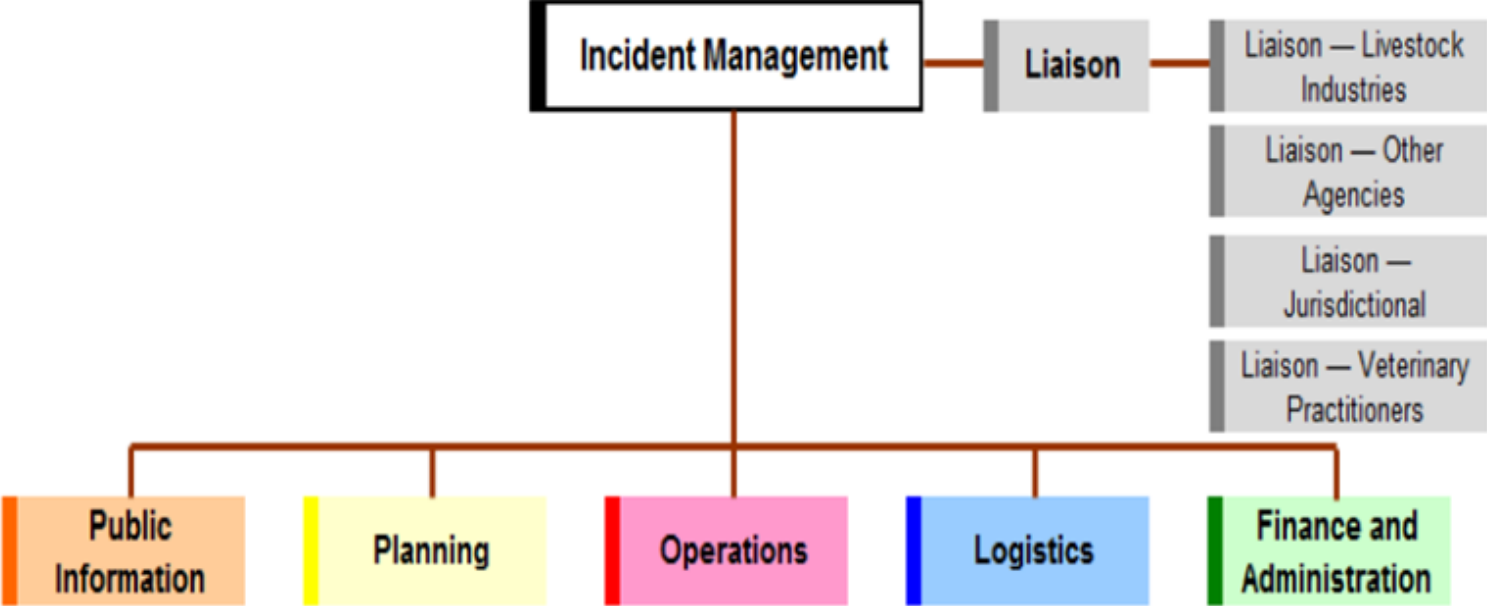 Incident Management
Liaison
Liaison — Livestock
Industries
Liaison — Other
Agencies
Liaison —
Jurisdictional
Liaison — Veterinary
Practitioners
Public
Information
Planning
Operations
Logistics
Finance and
Administration